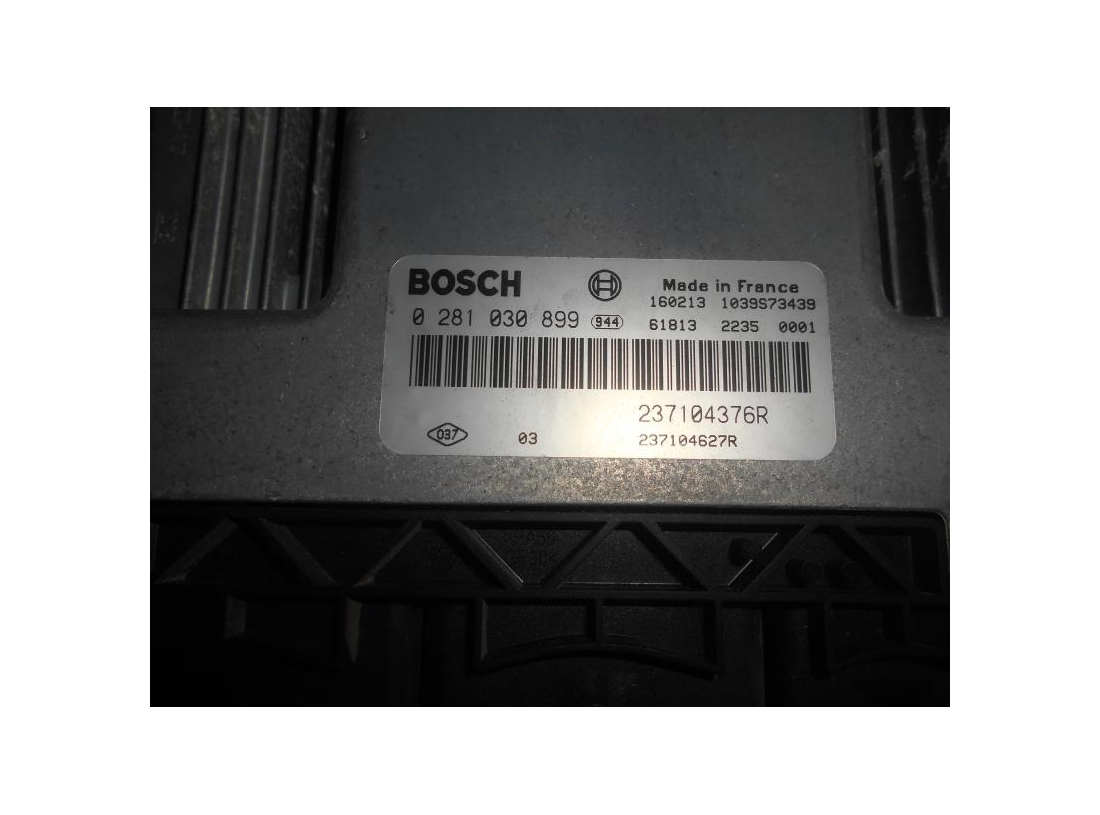 BOSCH
Made in France
160213 1039S73439
0 281 030 899 944
61813 2235 0001
237104376R
037 03 237104627R